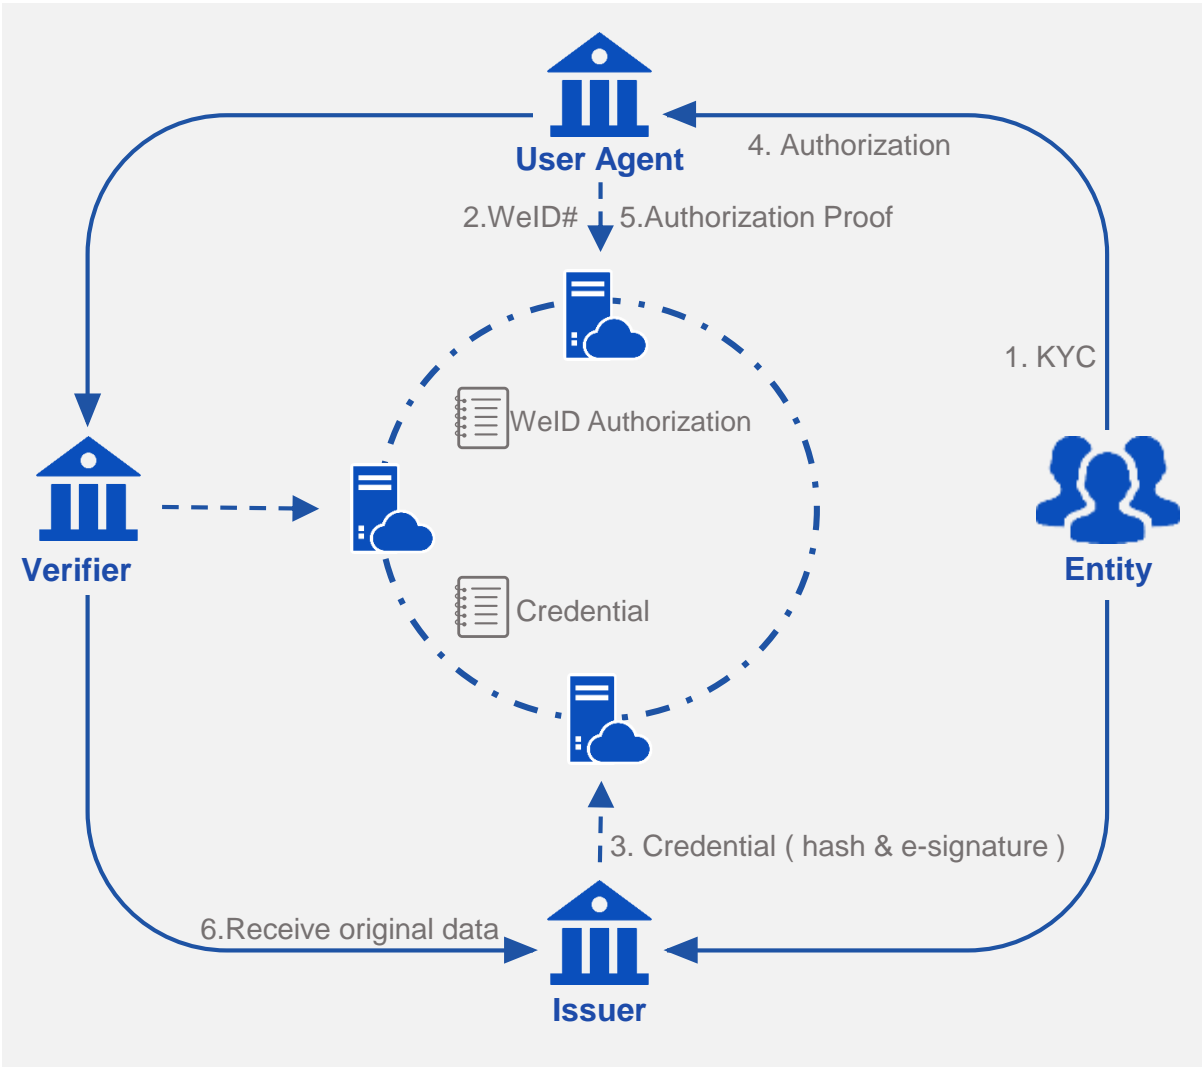 User Agent
4. Authorization
2.WeID#
5.Authorization Proof
1. KYC
WeID Authorization
Verifier
Entity
Credential
3. Credential ( hash & e-signature )
6.Receive original data
Issuer